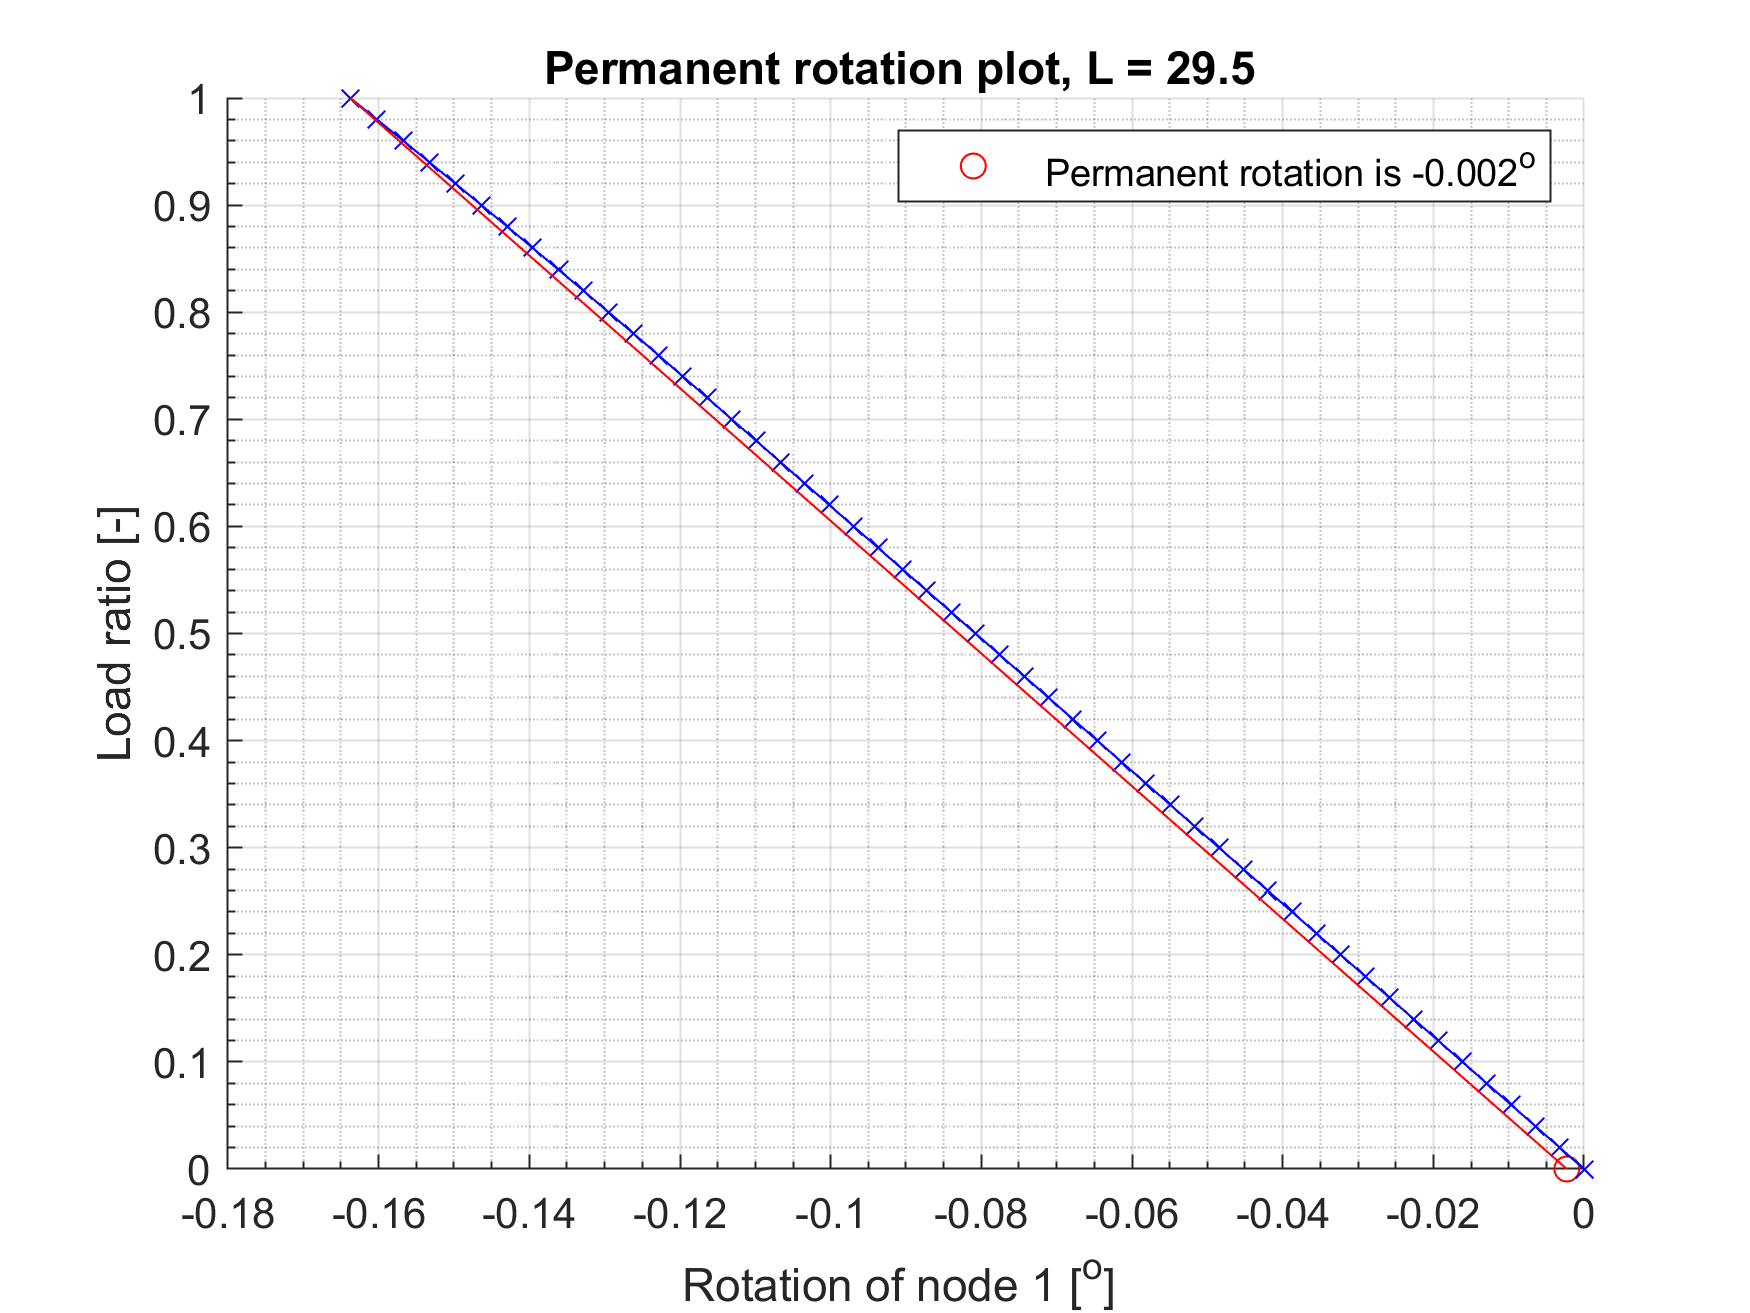 Permanent rotation plot, L = 29.5
Permanent rotation is -0.002°
Load ratio [-]
1
0.9
0.8
0.7
0.6
0.5
0.4
0.3
0.2
0.1
0
-0.18 -0.16 -0.14 -0.12 -0.1 -0.08 -0.06 -0.04 -0.02 0
Rotation of node 1 [°]